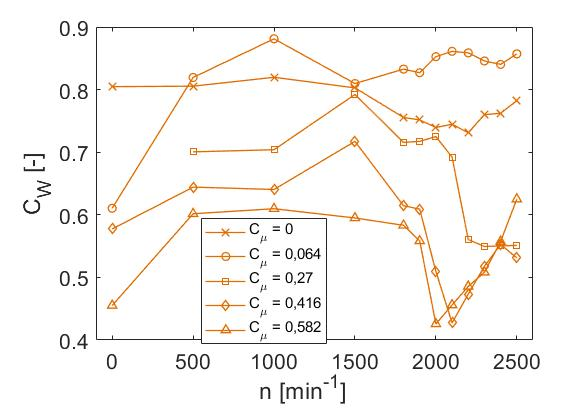 0.9
0.8
0.7
0.6
0.5
0.4
C_W [-]
C_μ = 0
C_μ = 0,064
C_μ = 0,27
C_μ = 0,416
C_μ = 0,582
0 500 1000 1500 2000 2500
n [min^-1]